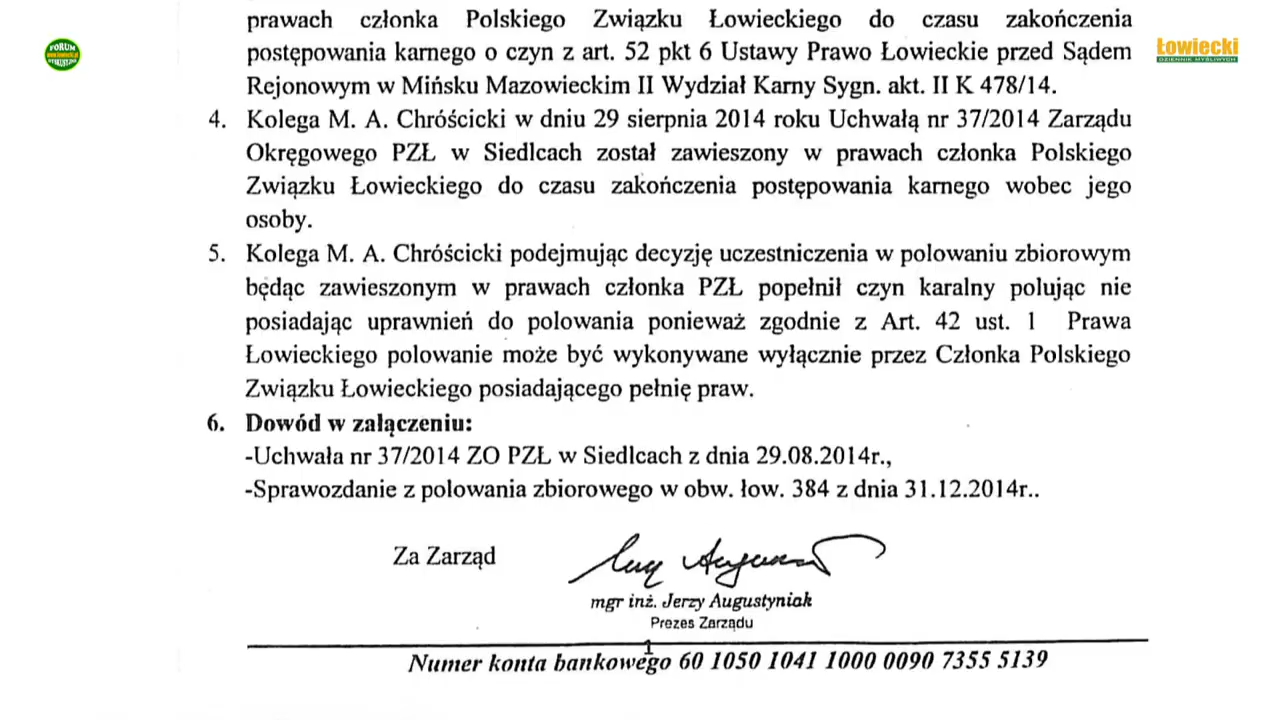 prawach członka Polskiego Związku Łowieckiego do czasu zakończenia
postępowania karnego o czyn z art. 52 pkt 6 Ustawy Prawo Łowieckie przed Sądem
Rejonowym w Mińsku Mazowieckim II Wydział Karny Sygn. akt. II K 478/14.
4. Kolega M. A. Chróścicki w dniu 29 sierpnia 2014 roku Uchwałą nr 37/2014 Zarządu
Okręgowego PZŁ w Siedlcach został zawieszony w prawach członka Polskiego
Związku Łowieckiego do czasu zakończenia postępowania karnego wobec jego
osoby.
5. Kolega M. A. Chróścicki podejmując decyzję uczestniczenia w polowaniu zbiorowym
będąc zawieszonym w prawach członka PZŁ popełnił czyn karalny polując nie
posiadając uprawnień do polowania ponieważ zgodnie z Art. 42 ust. 1 Prawa
Łowieckiego polowanie może być wykonywane wyłącznie przez Członka Polskiego
Związku Łowieckiego posiadającego pełnię praw.
6. Dowód w załączeniu:
-Uchwała nr 37/2014 ZO PZŁ w Siedlcach z dnia 29.08.2014r.,
-Sprawozdanie z polowania zbiorowego w obw. łow. 384 z dnia 31.12.2014r..
Za Zarząd
mgr inż. Jerzy Augustyniak
Prezes Zarządu
1
Numer konta bankowego 60 1050 1041 1000 0090 7355 5139
FORUM
Łowiecki
DZIENNIK MYŚLIWYCH